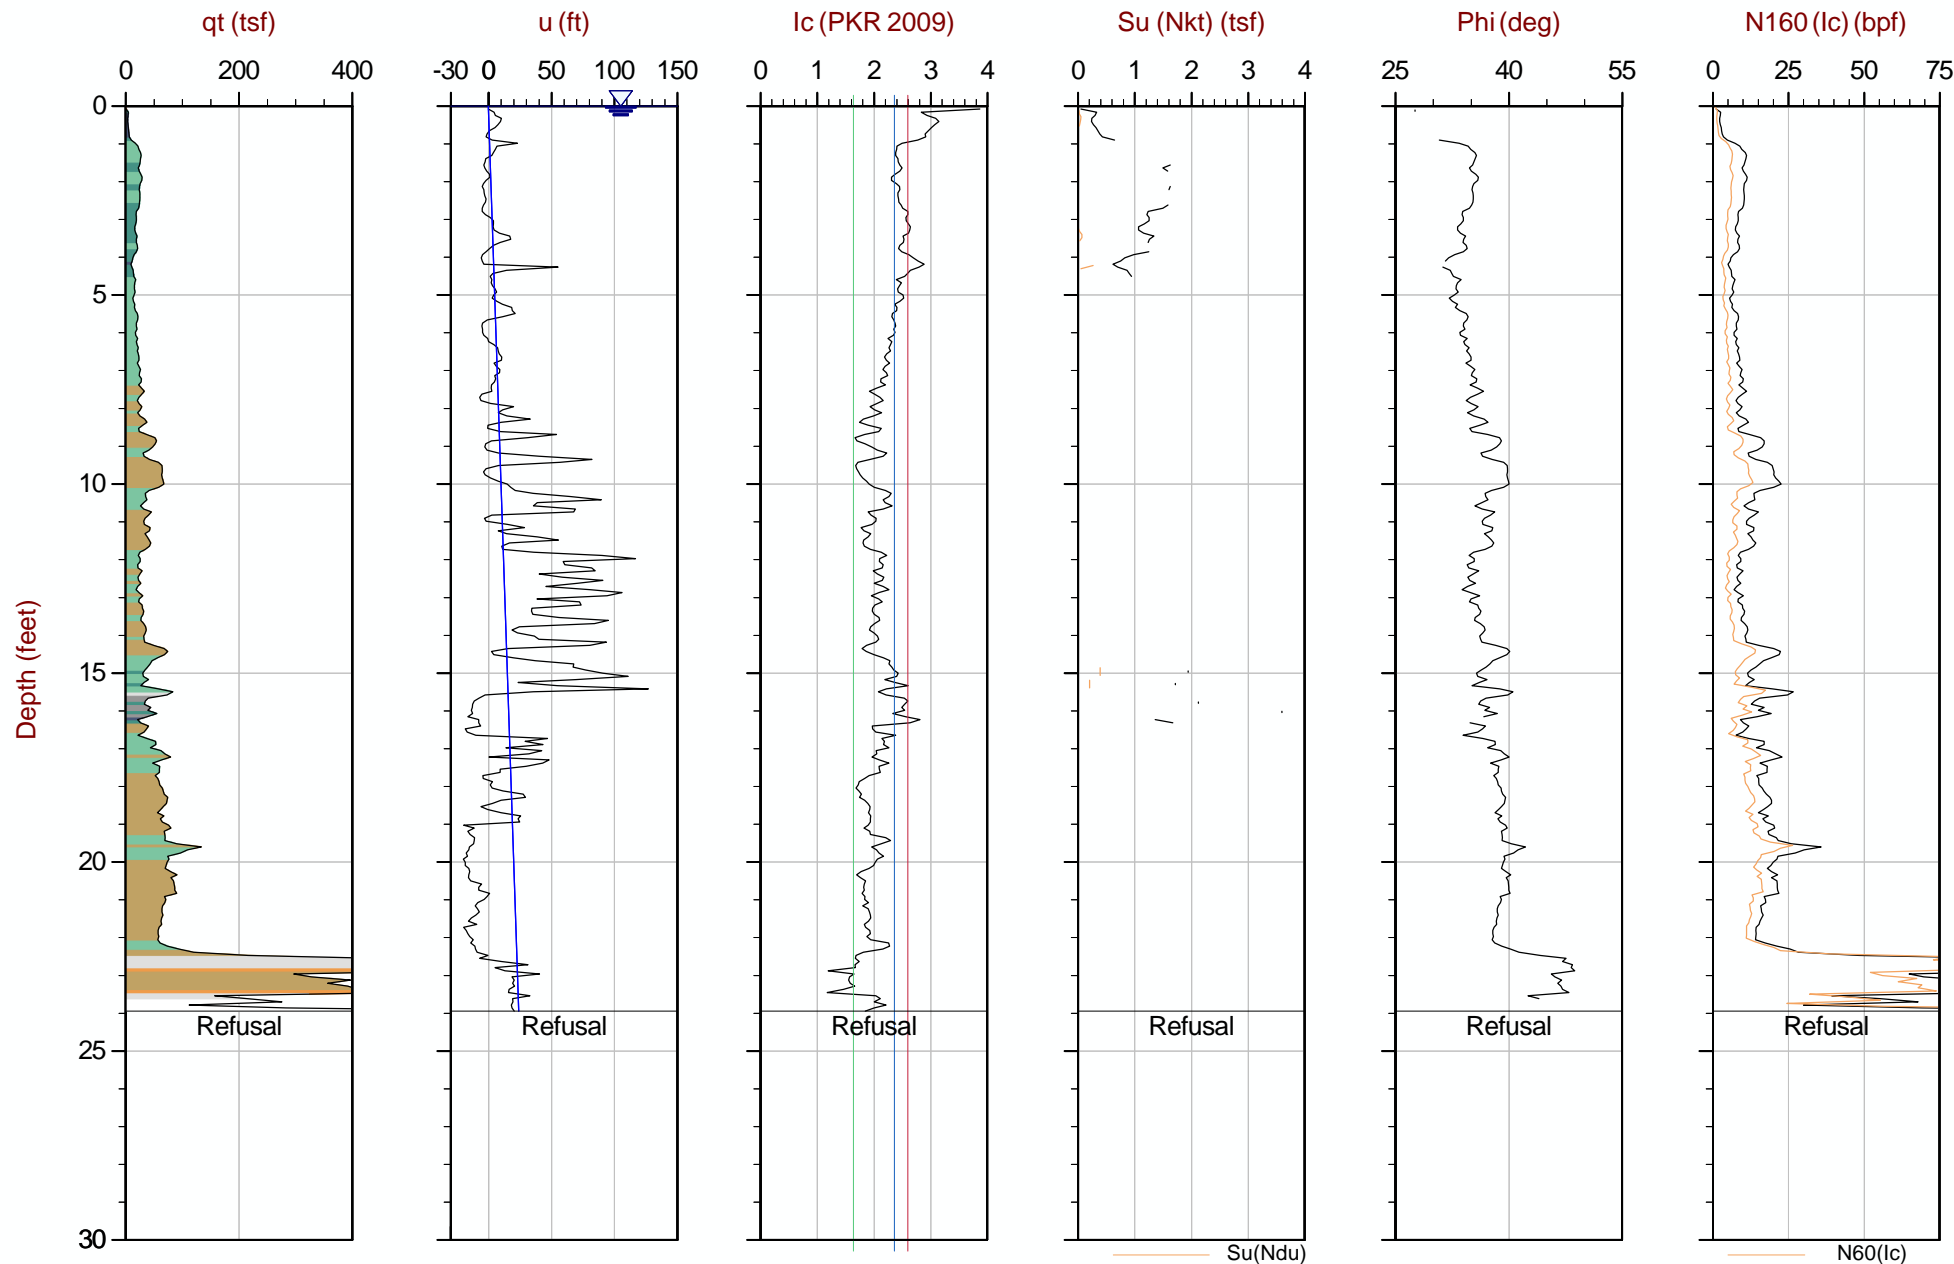 qt (tsf) u (ft) Ic (PKR 2009) Su (Nkt) (tsf) Phi (deg) N160 (Ic) (bpf)
0 200 400 -30 0 50 100 150 0 1 2 3 4 0 1 2 3 4 25 40 55 0 25 50 75
0
5
10
15
20
25
30
Depth (feet)
Refusal Refusal Refusal Refusal Refusal Refusal
Su(Ndu) N60(Ic)